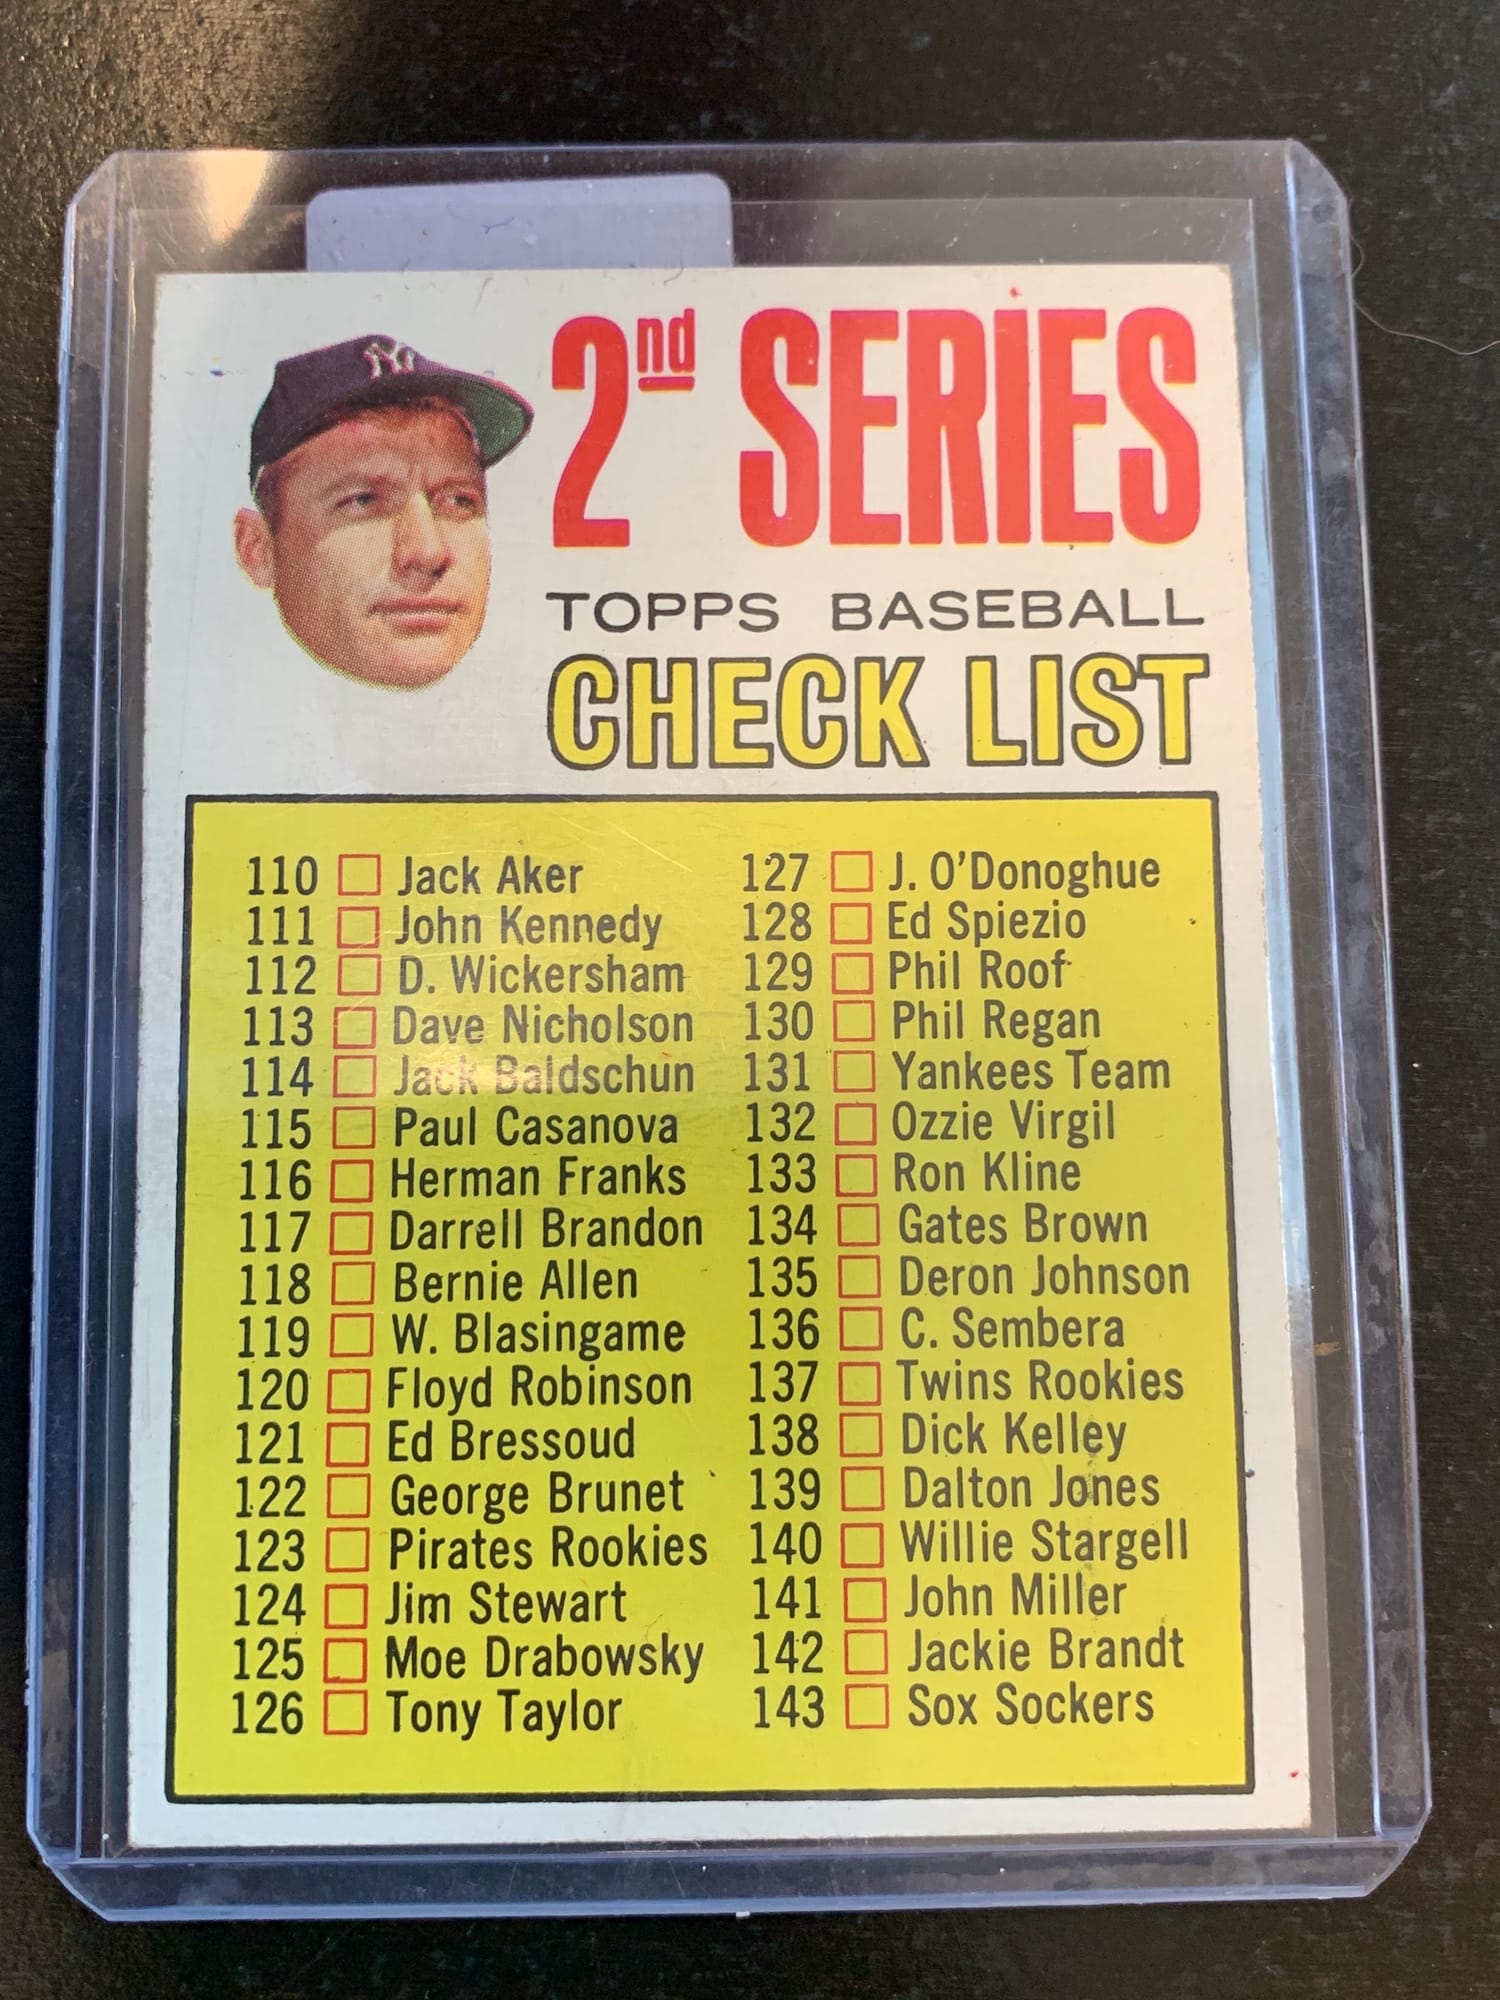 NY
2nd SERIES
TOPPS BASEBALL
CHECK LIST
110 Jack Aker
111 John Kennedy
112 D. Wickersham
113 Dave Nicholson
114 Jack Baldschun
115 Paul Casanova
116 Herman Franks
117 Darrell Brandon
118 Bernie Allen
119 W. Blasingame
120 Floyd Robinson
121 Ed Bressoud
122 George Brunet
123 Pirates Rookies
124 Jim Stewart
125 Moe Drabowsky
126 Tony Taylor
127 J. O'Donoghue
128 Ed Spiezio
129 Phil Roof
130 Phil Regan
131 Yankees Team
132 Ozzie Virgil
133 Ron Kline
134 Gates Brown
135 Deron Johnson
136 C. Sembera
137 Twins Rookies
138 Dick Kelley
139 Dalton Jones
140 Willie Stargell
141 John Miller
142 Jackie Brandt
143 Sox Sockers